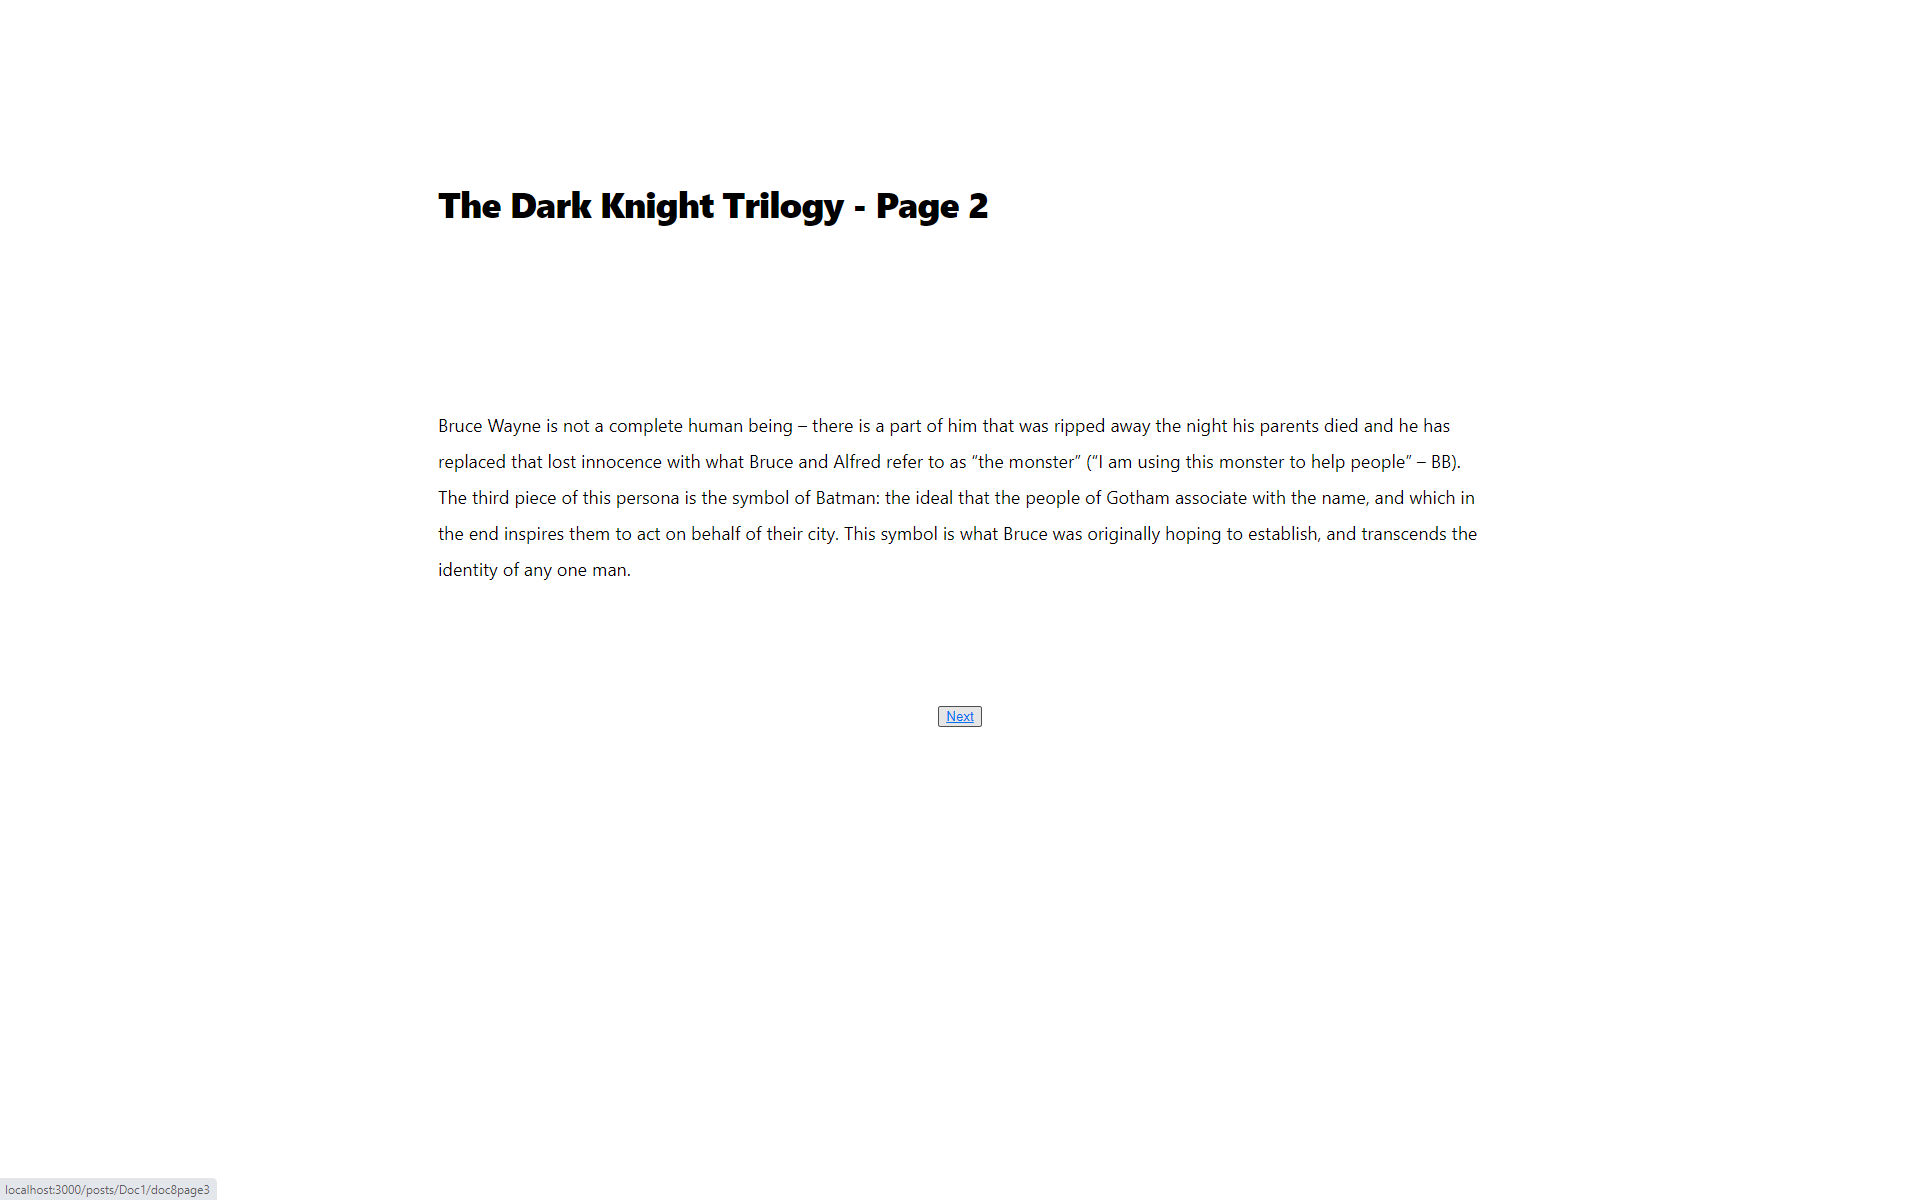 The Dark Knight Trilogy - Page 2
Bruce Wayne is not a complete human being – there is a part of him that was ripped away the night his parents died and he has
replaced that lost innocence with what Bruce and Alfred refer to as “the monster” (“I am using this monster to help people” – BB).
The third piece of this persona is the symbol of Batman: the ideal that the people of Gotham associate with the name, and which in
the end inspires them to act on behalf of their city. This symbol is what Bruce was originally hoping to establish, and transcends the
identity of any one man.
Next
localhost:3000/posts/Doc1/doc8page3